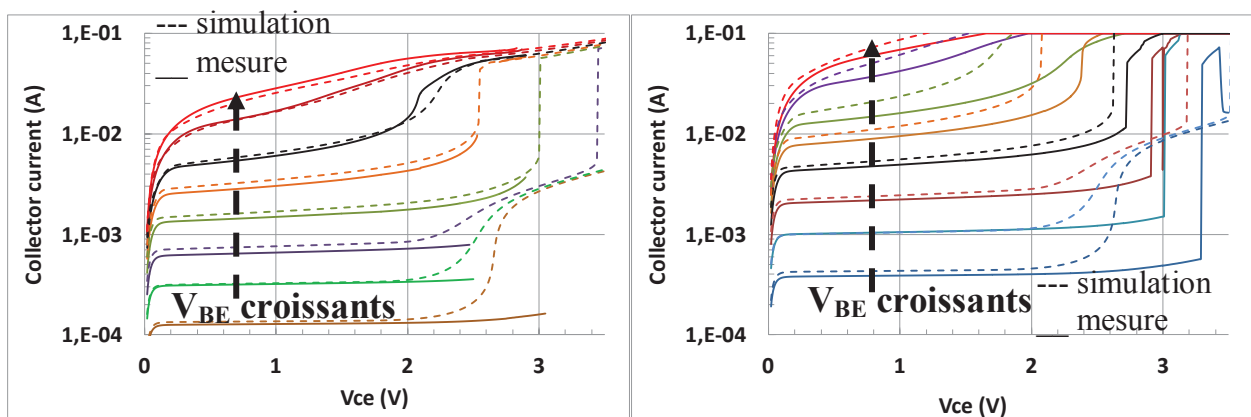 --- simulation
___ mesure
1,E-01
1,E-02
1,E-03
1,E-04
Collector current (A)
V_BE croissants
0 1 2 3
Vce (V)
1,E-01
1,E-02
1,E-03
1,E-04
Collector current (A)
V_BE croissants
--- simulation
___ mesure
0 1 2 3
Vce (V)